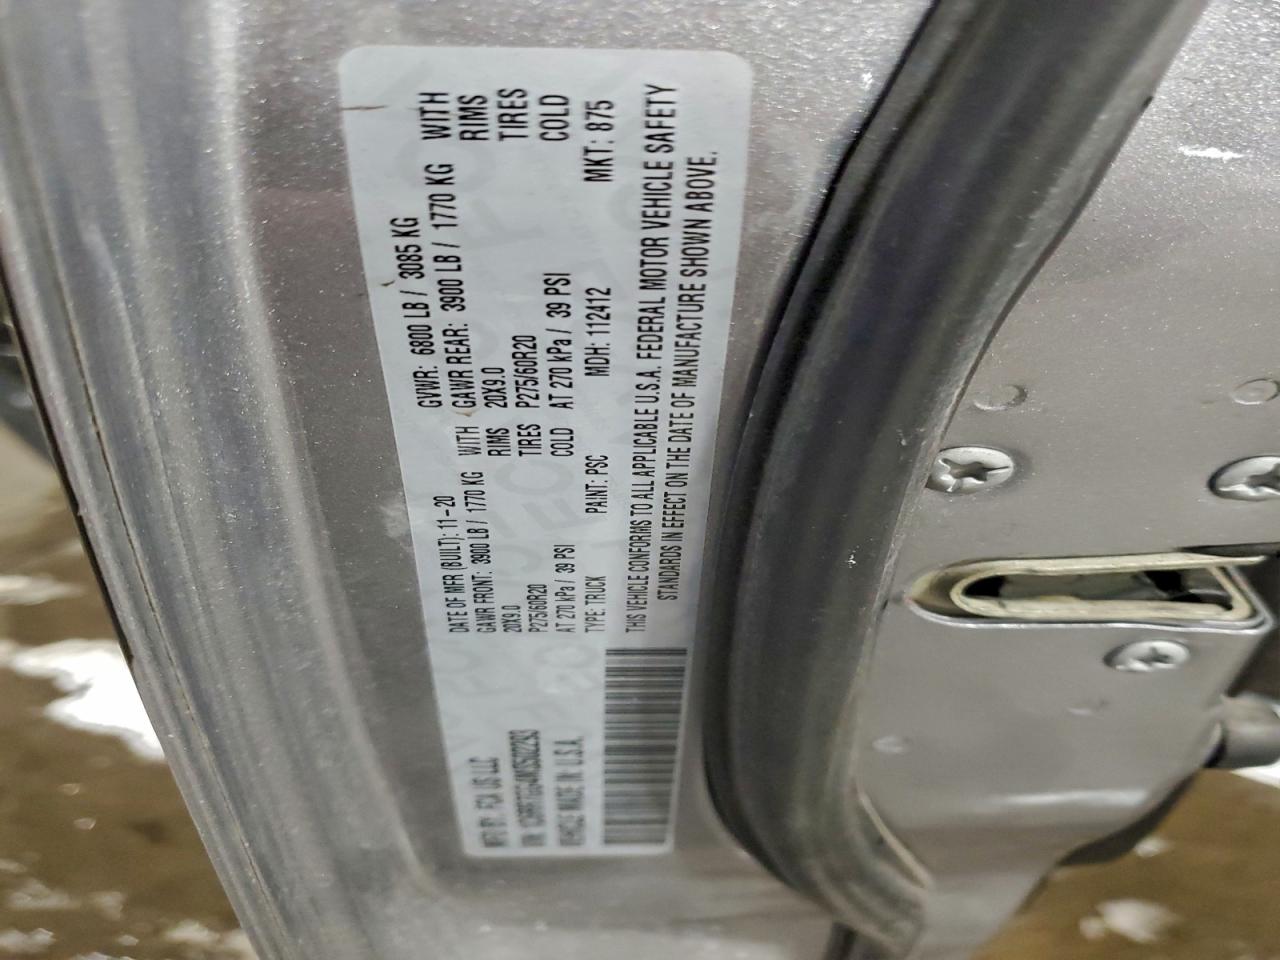 MFD BY: FCA US LLC
DATE OF MFR (BUILT): 11-20
GVWR: 6800 LB / 3085 KG
GAWR FRONT: 3900 LB / 1770 KG WITH
20X9.0 RIMS
P275/60R20 TIRES
AT 270 kPa / 39 PSI COLD
GAWR REAR: 3900 LB / 1770 KG WITH
20X9.0 RIMS
P275/60R20 TIRES
AT 270 kPa / 39 PSI COLD
VIN:
VEHICLE MADE IN: U.S.A.
TYPE: TRUCK PAINT: PSC MDH: 112412 MKT: 875
THIS VEHICLE CONFORMS TO ALL APPLICABLE U.S.A. FEDERAL MOTOR VEHICLE SAFETY
STANDARDS IN EFFECT ON THE DATE OF MANUFACTURE SHOWN ABOVE.